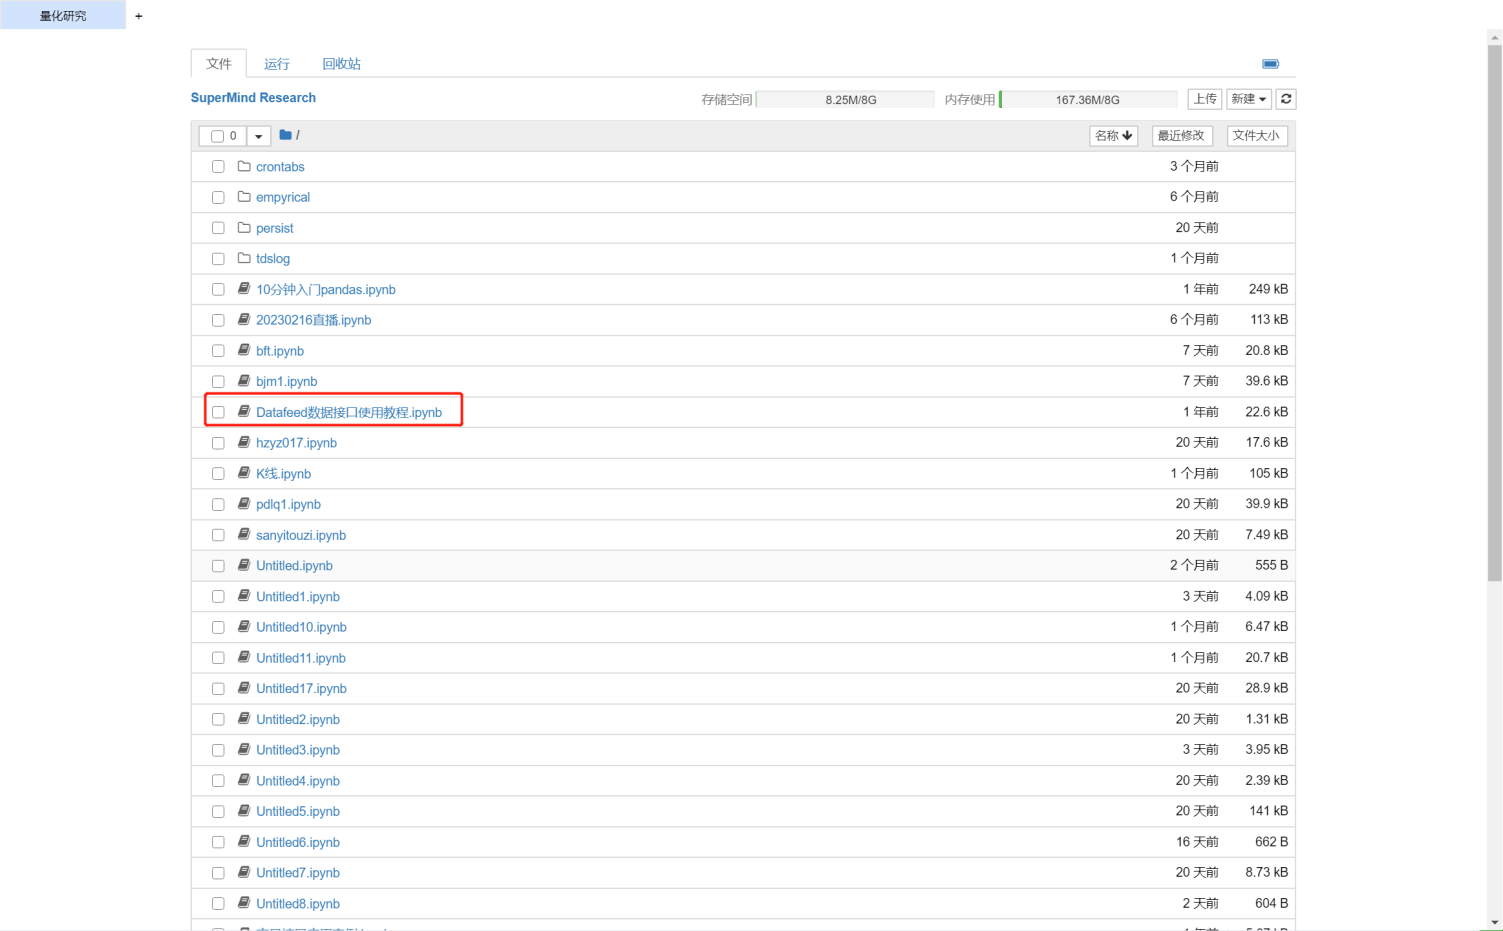 量化研究 +
文件 运行 回收站
SuperMind Research 存储空间 8.25M/8G 内存使用 167.36M/8G 上传 新建
0 / 名称 最近修改 文件大小
crontabs 3 个月前
empyrical 6 个月前
persist 20 天前
tdslog 1 个月前
10分钟入门pandas.ipynb 1 年前 249 kB
20230216直播.ipynb 6 个月前 113 kB
bft.ipynb 7 天前 20.8 kB
bjm1.ipynb 7 天前 39.6 kB
Datafeed数据接口使用教程.ipynb 1 年前 22.6 kB
hzyz017.ipynb 20 天前 17.6 kB
K线.ipynb 1 个月前 105 kB
pdlq1.ipynb 20 天前 39.9 kB
sanyitouzi.ipynb 20 天前 7.49 kB
Untitled.ipynb 2 个月前 555 B
Untitled1.ipynb 3 天前 4.09 kB
Untitled10.ipynb 1 个月前 6.47 kB
Untitled11.ipynb 1 个月前 20.7 kB
Untitled17.ipynb 20 天前 28.9 kB
Untitled2.ipynb 20 天前 1.31 kB
Untitled3.ipynb 3 天前 3.95 kB
Untitled4.ipynb 20 天前 2.39 kB
Untitled5.ipynb 20 天前 141 kB
Untitled6.ipynb 16 天前 662 B
Untitled7.ipynb 20 天前 8.73 kB
Untitled8.ipynb 2 天前 604 B